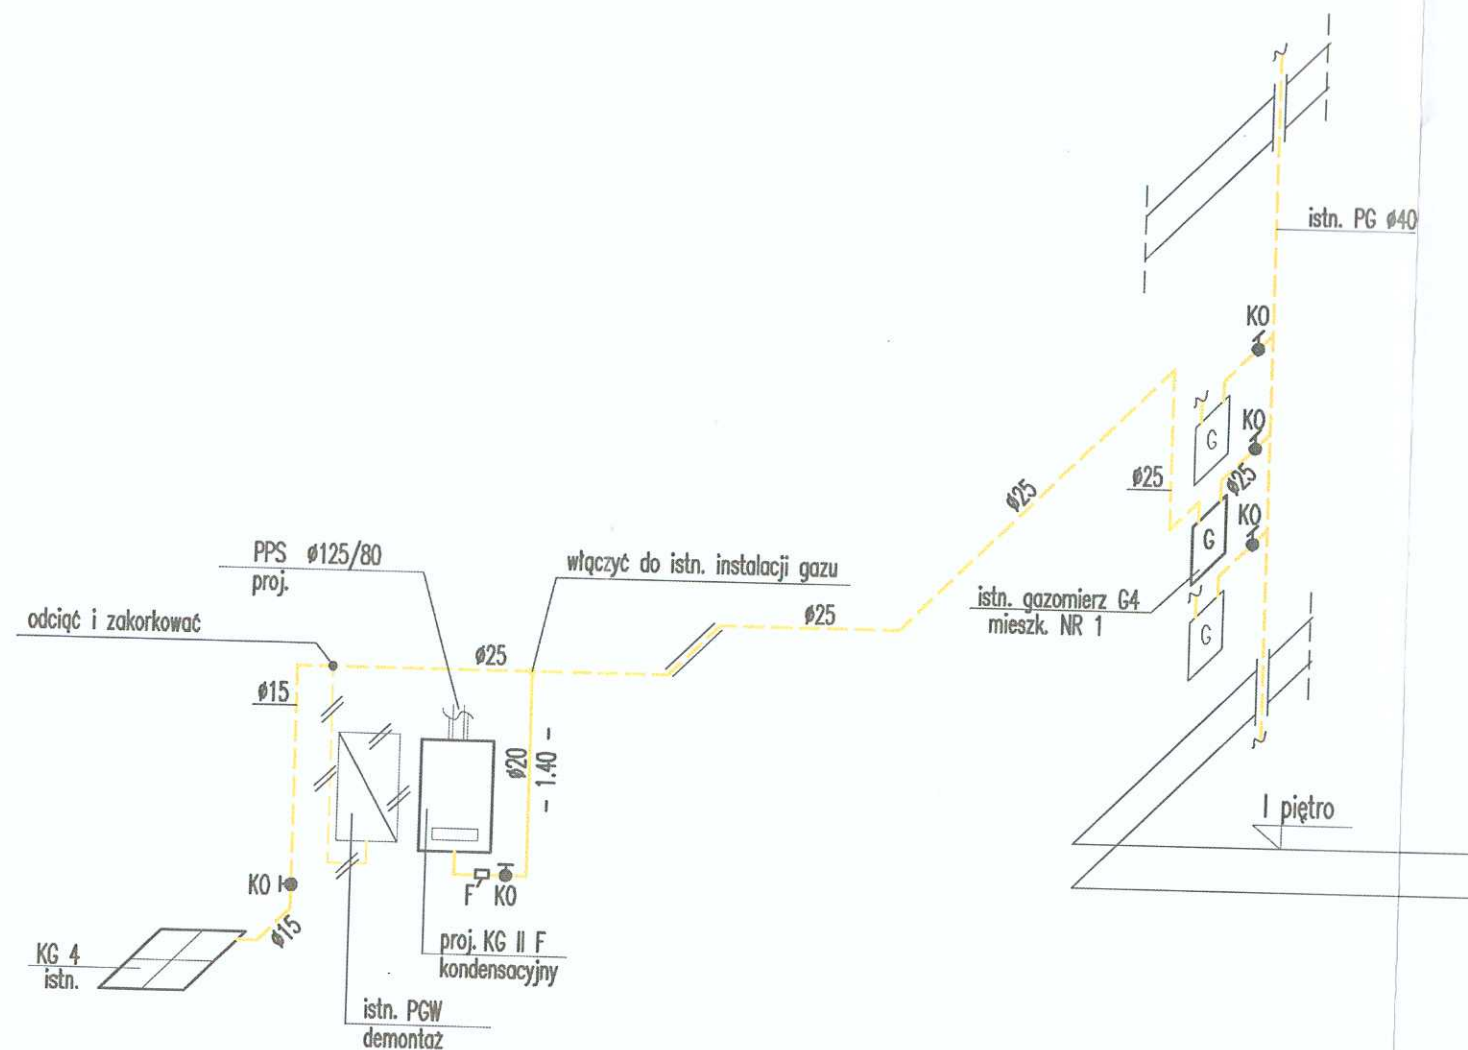 istn. PG ø40
KO
G
KO
ø25
ø25
ø25
KO
G
istn. gazomierz G4
mieszk. NR 1
G
PPS ø125/80
proj.
włączyć do istn. instalacji gazu
odciąć i zakorkować
ø25
ø25
ø15
ø20
- 1.40 -
I piętro
KO
F
KO
ø15
KG 4
istn.
proj. KG II F
kondensacyjny
istn. PGW
demontaż